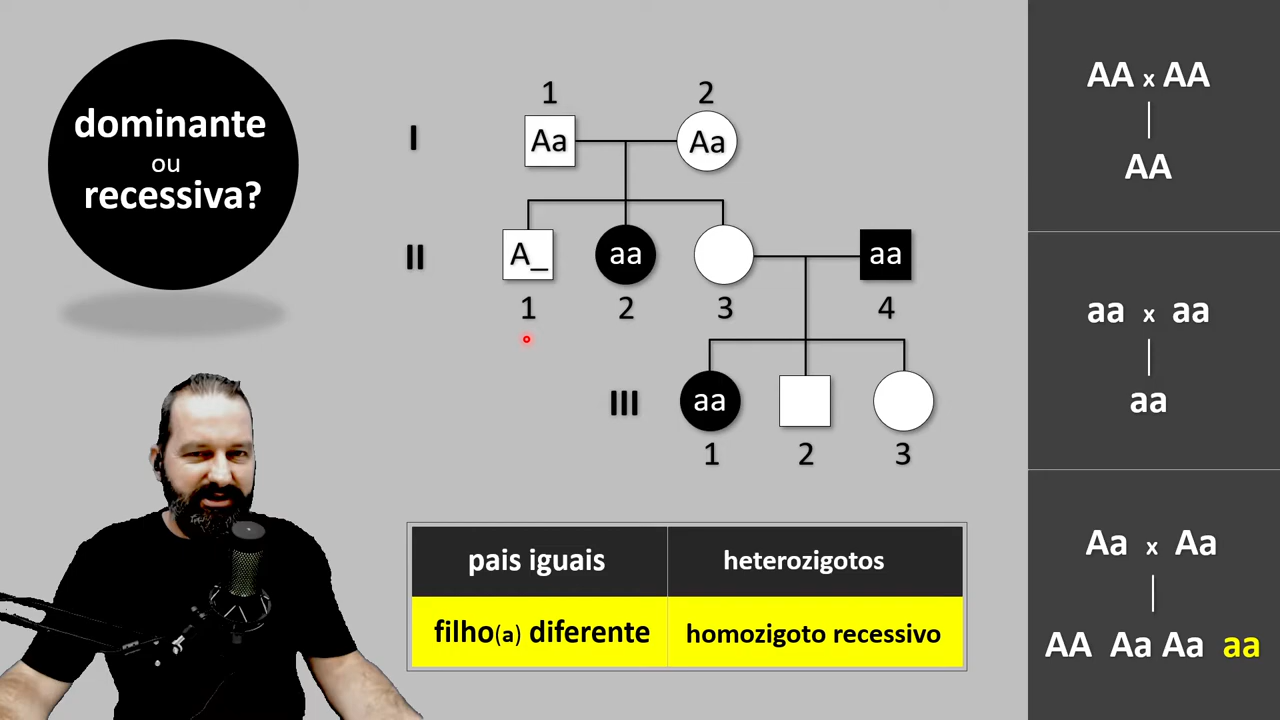 dominante
ou
recessiva?
1 2
I Aa Aa
II A_ aa aa
1 2 3 4
III aa
1 2 3
pais iguais heterozigotos
filho(a) diferente homozigoto recessivo
AA x AA
AA
aa x aa
aa
Aa x Aa
AA Aa Aa aa